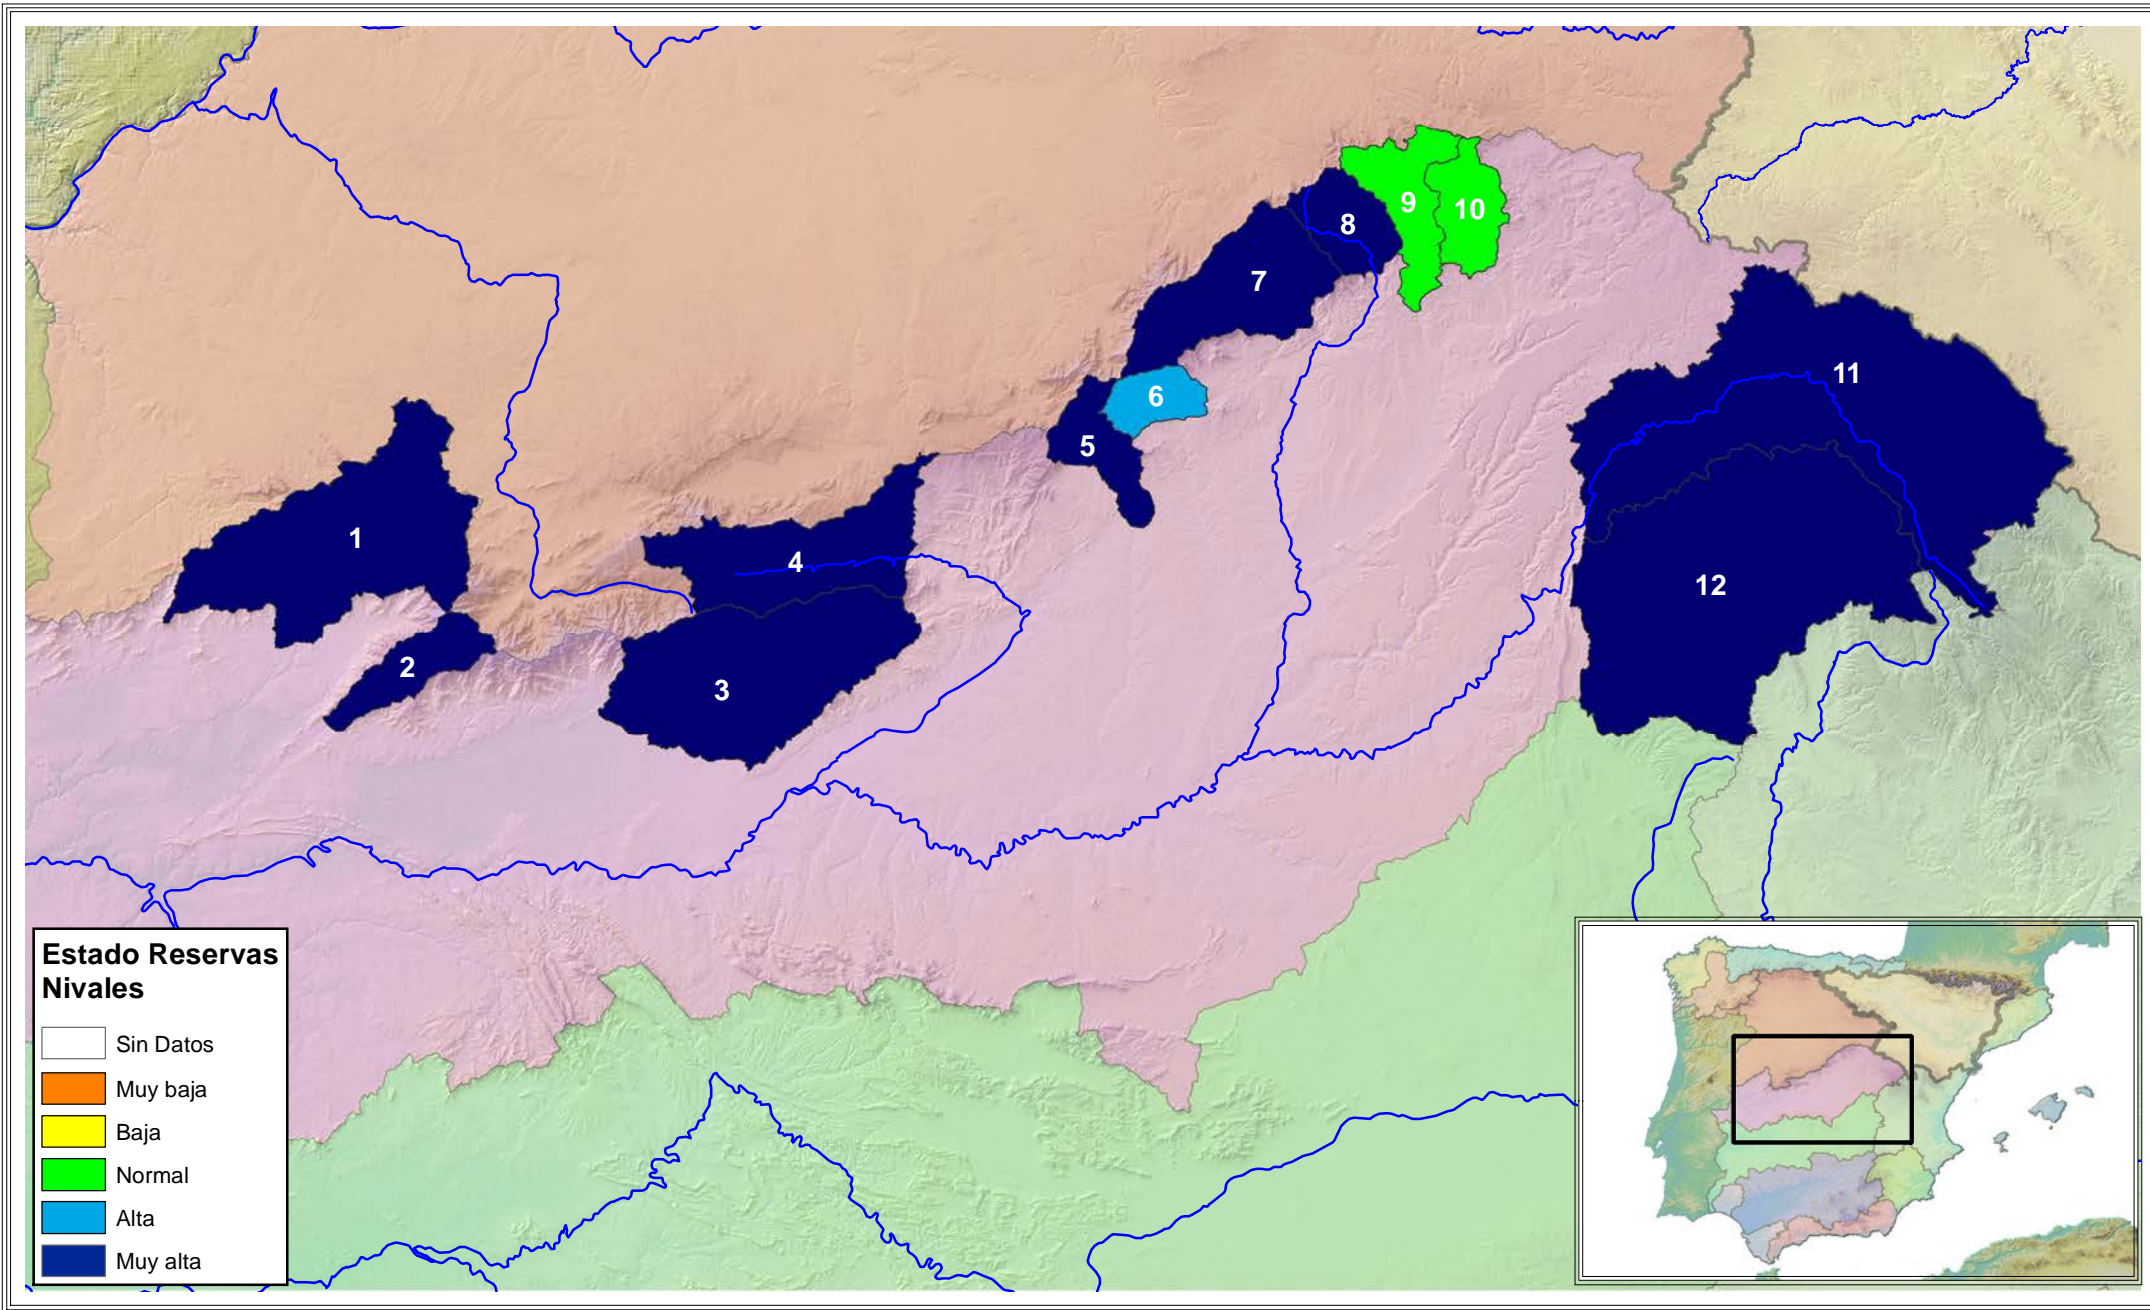 9
10
8
7
11
6
5
1
4
12
2
3
Estado Reservas
Nivales
Sin Datos
Muy baja
Baja
Normal
Alta
Muy alta